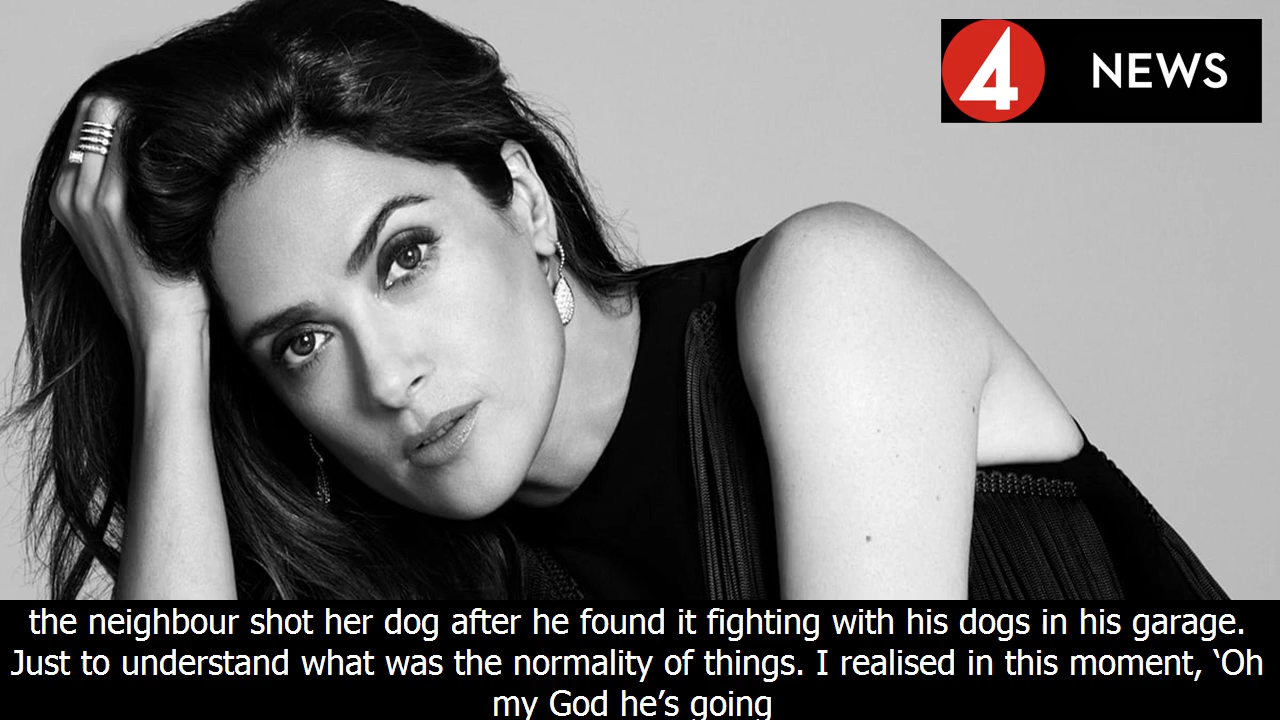 4 NEWS
the neighbour shot her dog after he found it fighting with his dogs in his garage.
Just to understand what was the normality of things. I realised in this moment, ‘Oh
my God he’s going